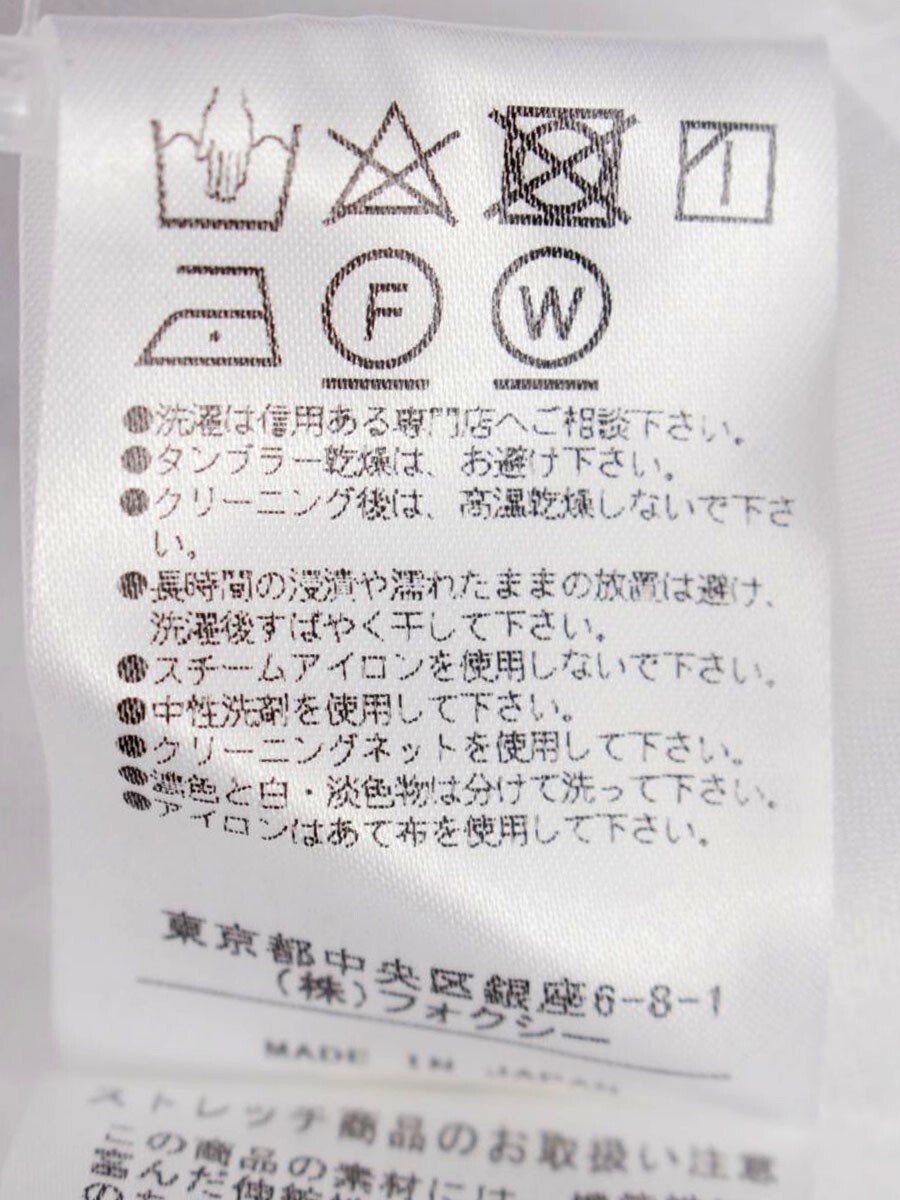 F W
●洗濯は信用ある専門店へご相談下さい。
●タンブラー乾燥は、お避け下さい。
●クリーニング後は、高温乾燥しないで下さ
い。
●長時間の浸漬や濡れたままの放置は避け、
洗濯後すばやく干して下さい。
●スチームアイロンを使用しないで下さい。
●中性洗剤を使用して下さい。
●クリーニングネットを使用して下さい。
●濃色と白・淡色物は分けて洗って下さい。
●アイロンはあて布を使用して下さい。
東京都中央区銀座6-8-1
(株)フォクシー
MADE IN JAPAN
ストレッチ商品のお取扱い注意
この商品の素材には、